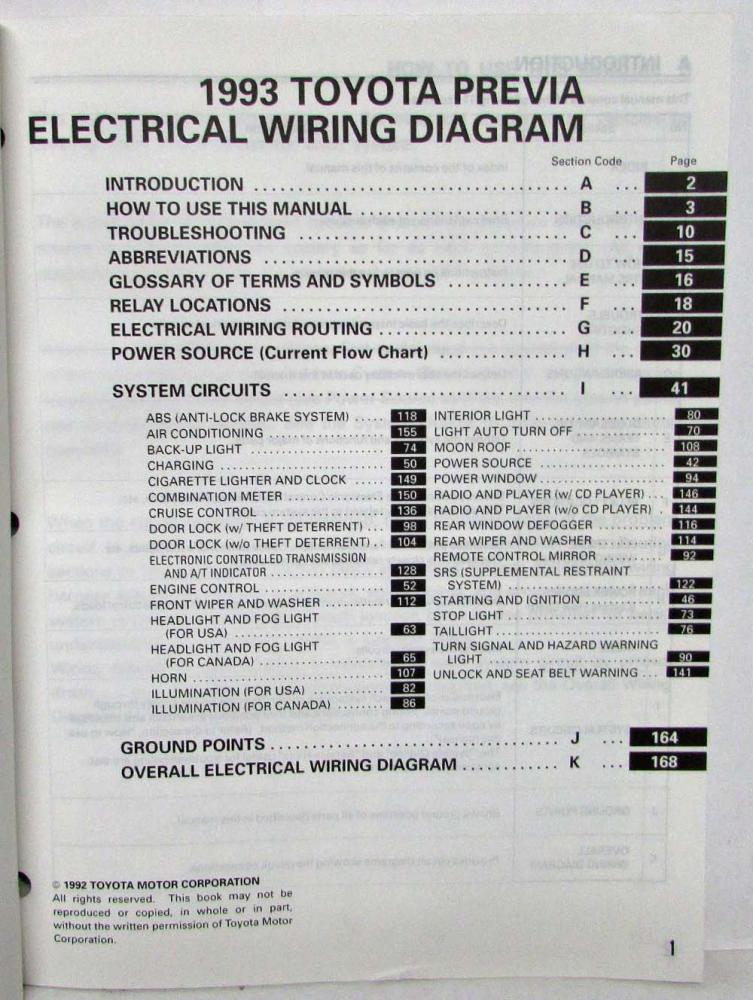 1993 TOYOTA PREVIA
ELECTRICAL WIRING DIAGRAM
Section Code Page
INTRODUCTION ........ A ... 2
HOW TO USE THIS MANUAL ........ B ... 3
TROUBLESHOOTING ........ C ... 10
ABBREVIATIONS ........ D ... 15
GLOSSARY OF TERMS AND SYMBOLS ........ E ... 16
RELAY LOCATIONS ........ F ... 18
ELECTRICAL WIRING ROUTING ........ G ... 20
POWER SOURCE (Current Flow Chart) ........ H ... 30
SYSTEM CIRCUITS ........ I ... 41
ABS (ANTI-LOCK BRAKE SYSTEM) ..... 118
AIR CONDITIONING ..... 155
BACK-UP LIGHT ..... 74
CHARGING ..... 50
CIGARETTE LIGHTER AND CLOCK ..... 149
COMBINATION METER ..... 150
CRUISE CONTROL ..... 136
DOOR LOCK (w/ THEFT DETERRENT) ... 98
DOOR LOCK (w/o THEFT DETERRENT) .. 104
ELECTRONIC CONTROLLED TRANSMISSION
AND A/T INDICATOR ..... 128
ENGINE CONTROL ..... 52
FRONT WIPER AND WASHER ..... 112
HEADLIGHT AND FOG LIGHT
(FOR USA) ..... 63
HEADLIGHT AND FOG LIGHT
(FOR CANADA) ..... 65
HORN ..... 107
ILLUMINATION (FOR USA) ..... 82
ILLUMINATION (FOR CANADA) ..... 86
INTERIOR LIGHT ..... 80
LIGHT AUTO TURN OFF ..... 70
MOON ROOF ..... 108
POWER SOURCE ..... 42
POWER WINDOW ..... 94
RADIO AND PLAYER (w/ CD PLAYER) ... 146
RADIO AND PLAYER (w/o CD PLAYER) . 144
REAR WINDOW DEFOGGER ..... 116
REAR WIPER AND WASHER ..... 114
REMOTE CONTROL MIRROR ..... 92
SRS (SUPPLEMENTAL RESTRAINT
SYSTEM) ..... 122
STARTING AND IGNITION ..... 46
STOP LIGHT ..... 73
TAILLIGHT ..... 76
TURN SIGNAL AND HAZARD WARNING
LIGHT ..... 90
UNLOCK AND SEAT BELT WARNING ... 141
GROUND POINTS ........ J ... 164
OVERALL ELECTRICAL WIRING DIAGRAM ........ K ... 168
© 1992 TOYOTA MOTOR CORPORATION
All rights reserved. This book may not be
reproduced or copied, in whole or in part,
without the written permission of Toyota Motor
Corporation.
1